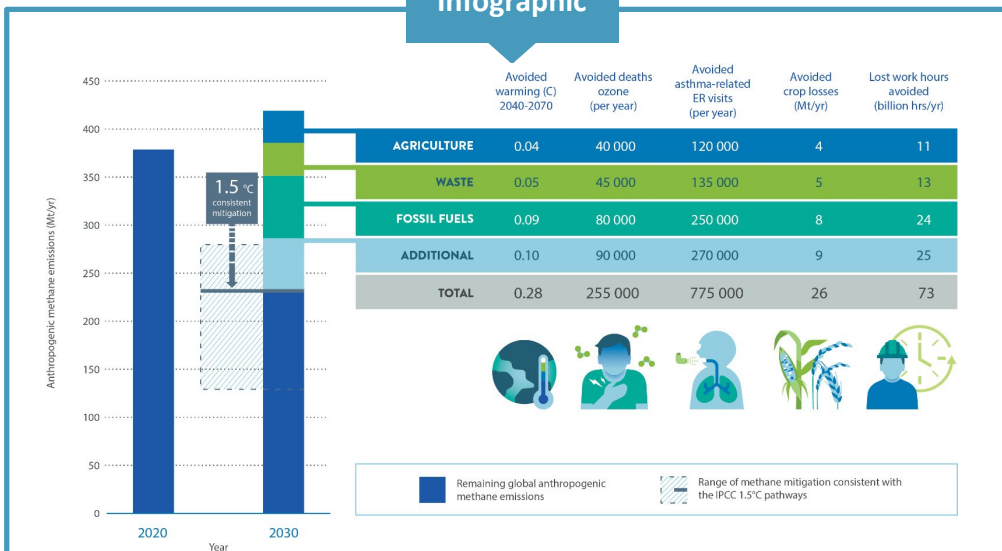 Infographic
Avoided warming (C) 2040-2070
Avoided deaths ozone (per year)
Avoided asthma-related ER visits (per year)
Avoided crop losses (Mt/yr)
Lost work hours avoided (billion hrs/yr)
AGRICULTURE 0.04 40 000 120 000 4 11
WASTE 0.05 45 000 135 000 5 13
FOSSIL FUELS 0.09 80 000 250 000 8 24
ADDITIONAL 0.10 90 000 270 000 9 25
TOTAL 0.28 255 000 775 000 26 73
Anthropogenic methane emissions (Mt/yr)
450
400
350
300
250
200
150
100
50
0
1.5 °C
consistent
mitigation
2020
2030
Year
Remaining global anthropogenic
methane emissions
Range of methane mitigation consistent with
the IPCC 1.5°C pathways